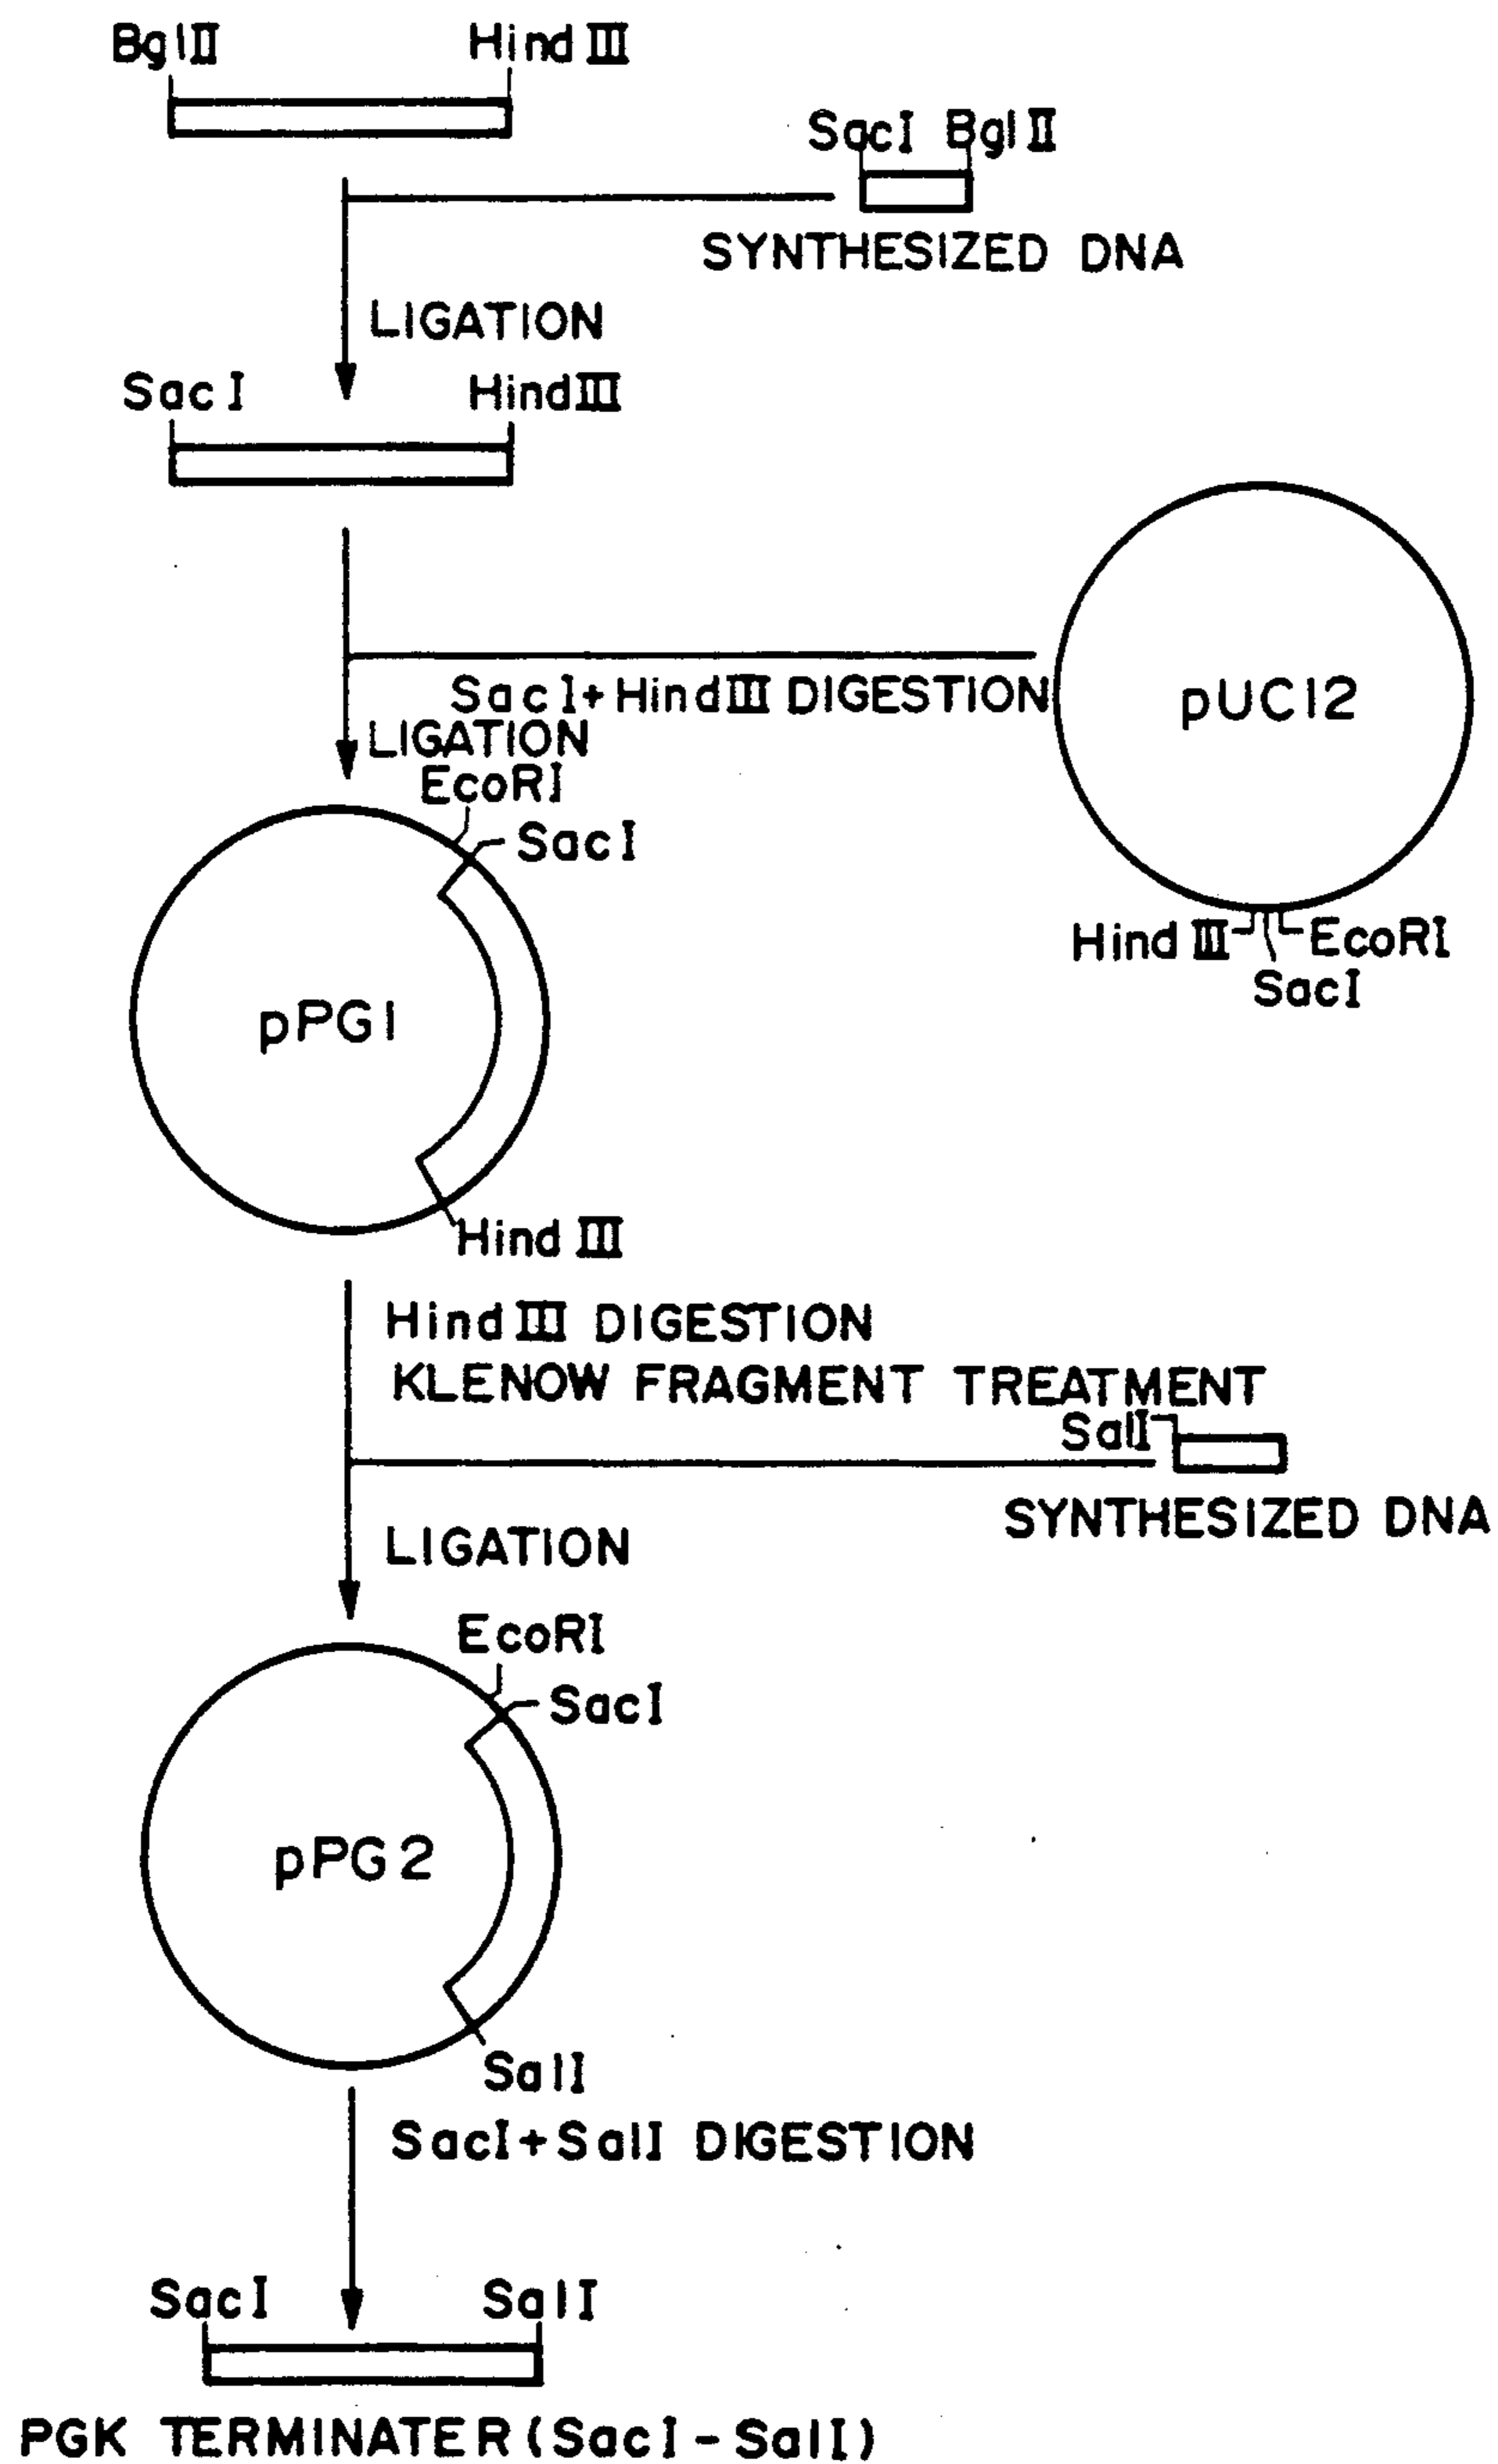 BglII
HindIII
SacI BglII
SYNTHESIZED DNA
LIGATION
SacI
HindIII
SacI+HindIII DIGESTION
pUC12
LIGATION
EcoRI
SacI
HindIII
EcoRI
SacI
pPG1
HindIII
HindIII DIGESTION
KLENOW FRAGMENT TREATMENT
SalI
SYNTHESIZED DNA
LIGATION
EcoRI
SacI
pPG2
SalI
SacI+SalI DIGESTION
SacI
SalI
PGK TERMINATER(SacI-SalI)